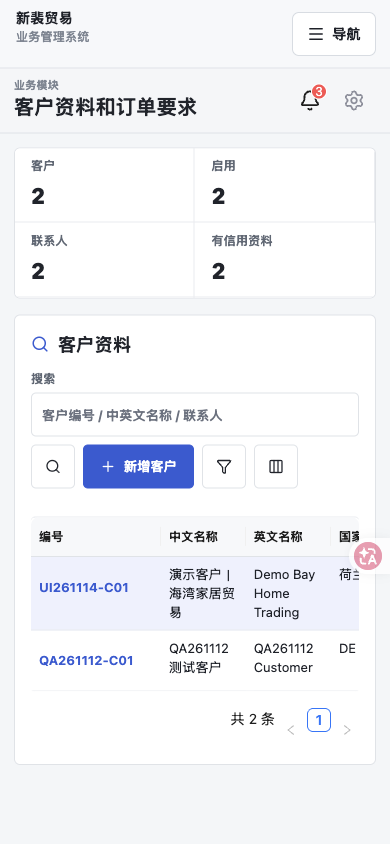 新裴贸易
业务管理系统
导航
业务模块
客户资料和订单要求
3
客户
2
启用
2
联系人
2
有信用资料
2
客户资料
搜索
客户编号 / 中英文名称 / 联系人
新增客户
编号 中文名称 英文名称 国家
UI261114-C01 演示客户 | Demo Bay 荷兰
海湾家居贸 Home
易 Trading
QA261112-C01 QA261112 QA261112 DE
测试客户 Customer
共 2 条 1